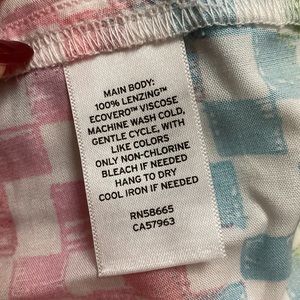 MAIN BODY:
100% LENZING™
ECOVERO™ VISCOSE
MACHINE WASH COLD,
GENTLE CYCLE, WITH
LIKE COLORS
ONLY NON-CHLORINE
BLEACH IF NEEDED
HANG TO DRY
COOL IRON IF NEEDED
RN58665
CA57963